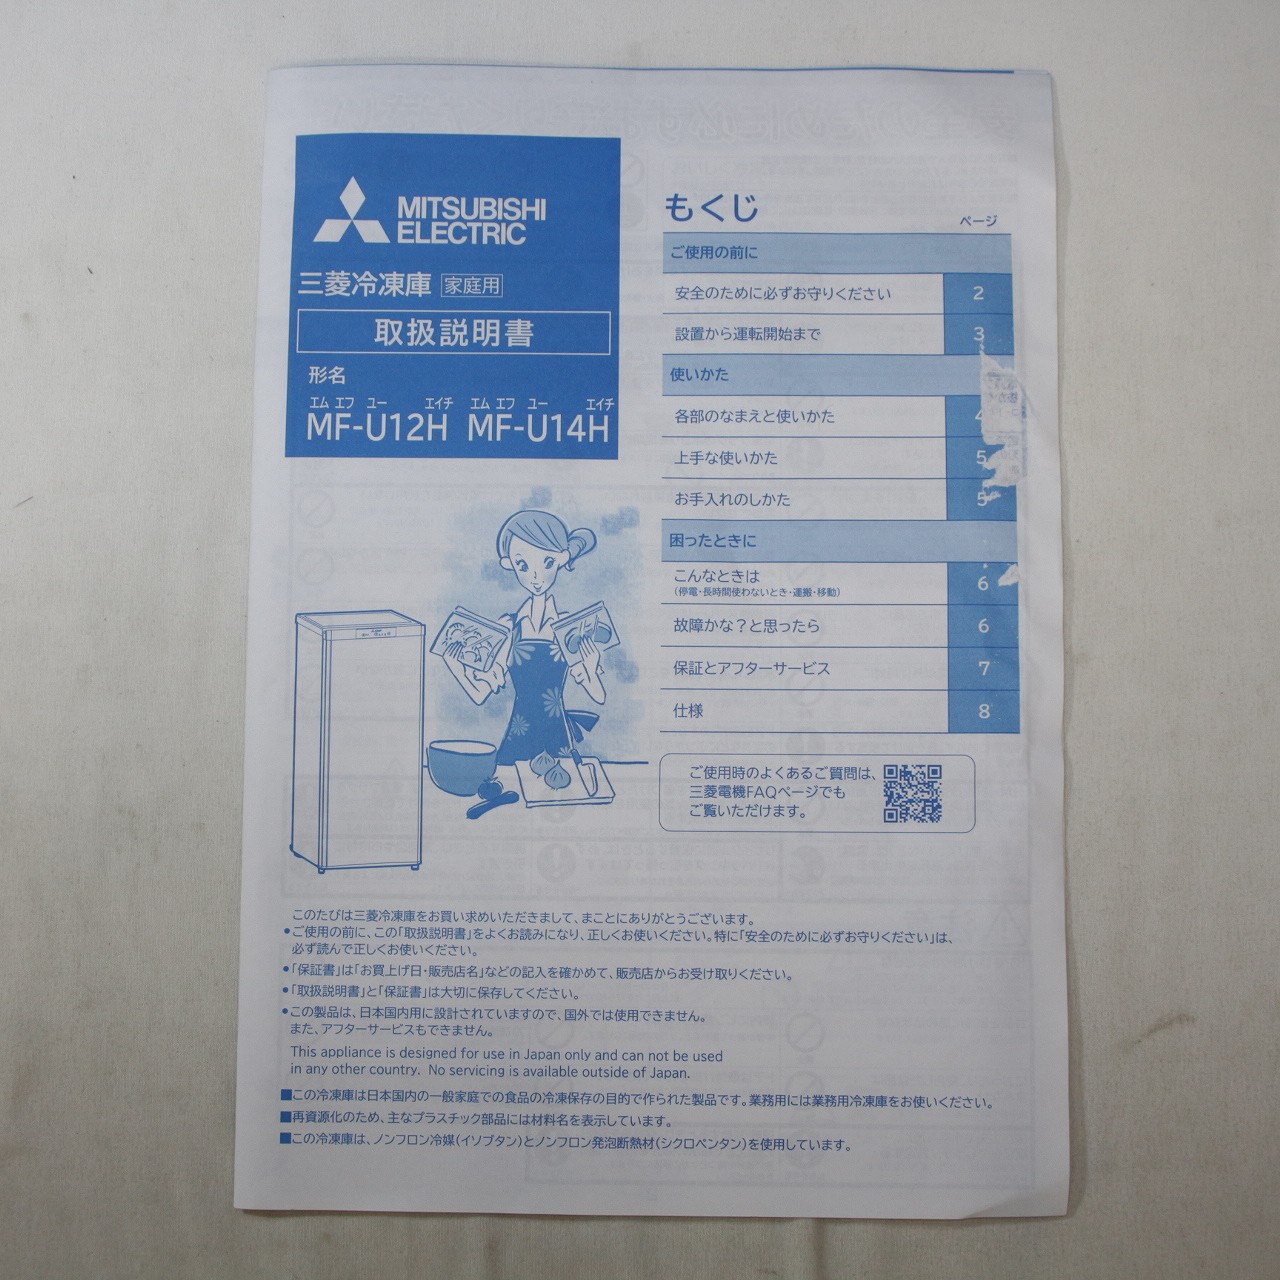 MITSUBISHI
ELECTRIC
三菱冷凍庫 家庭用
取扱説明書
形名
エム エフ ユー エイチ エム エフ ユー エイチ
MF-U12H MF-U14H
もくじ
ページ
ご使用の前に
安全のために必ずお守りください 2
設置から運転開始まで 3
使いかた
各部のなまえと使いかた 4
上手な使いかた 5
お手入れのしかた 5
困ったときに
こんなときは 6
(停電・長時間使わないとき・運搬・移動)
故障かな?と思ったら 6
保証とアフターサービス 7
仕様 8
ご使用時のよくあるご質問は、
三菱電機FAQページでも
ご覧いただけます。
このたびは三菱冷凍庫をお買い求めいただきまして、まことにありがとうございます。
●ご使用の前に、この「取扱説明書」をよくお読みになり、正しくお使いください。特に「安全のために必ずお守りください」は、
必ず読んで正しくお使いください。
●「保証書」は「お買上げ日・販売店名」などの記入を確かめて、販売店からお受け取りください。
●「取扱説明書」と「保証書」は大切に保存してください。
●この製品は、日本国内用に設計されていますので、国外では使用できません。
また、アフターサービスもできません。
This appliance is designed for use in Japan only and can not be used
in any other country. No servicing is available outside of Japan.
■この冷凍庫は日本国内の一般家庭での食品の冷凍保存の目的で作られた製品です。業務用には業務用冷凍庫をお使いください。
■再資源化のため、主なプラスチック部品には材料名を表示しています。
■この冷凍庫は、ノンフロン冷媒(イソブタン)とノンフロン発泡断熱材(シクロペンタン)を使用しています。